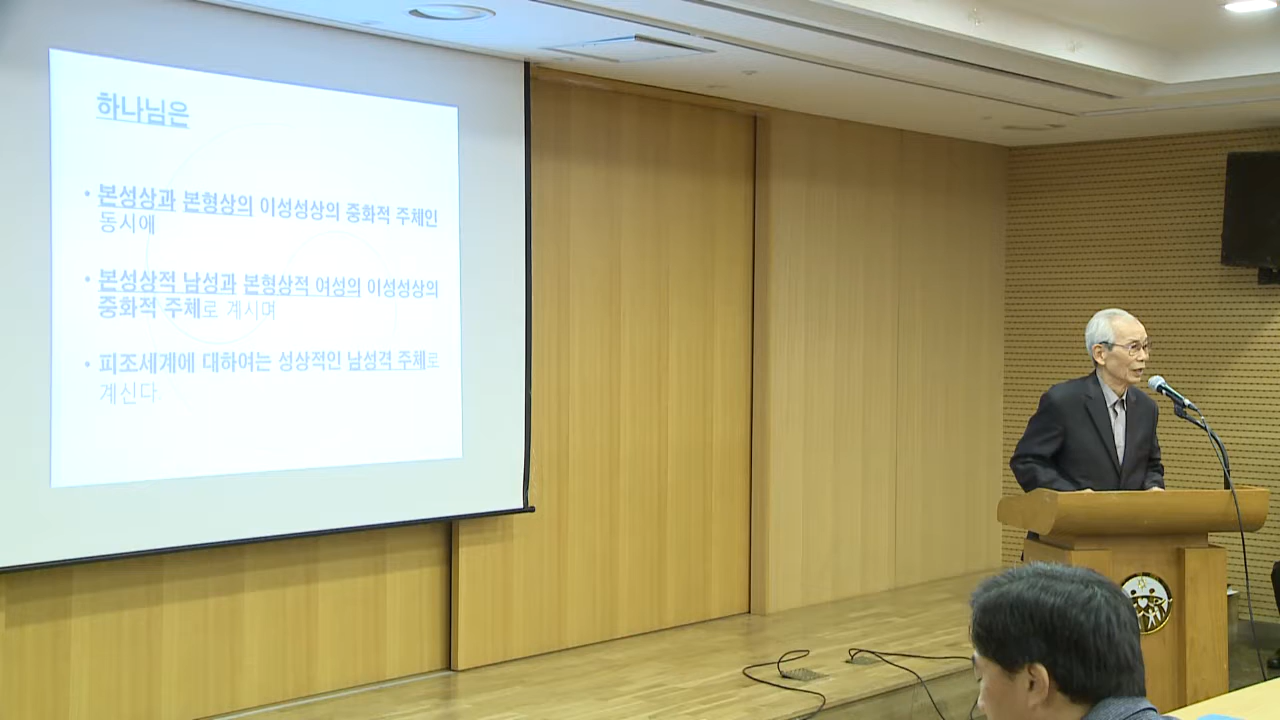 하나님은
• 본성상과 본형상의 이성성상의 중화적 주체인
동시에
• 본성상적 남성과 본형상적 여성의 이성성상의
중화적 주체로 계시며
• 피조세계에 대하여는 성상적인 남성격 주체로
계신다.